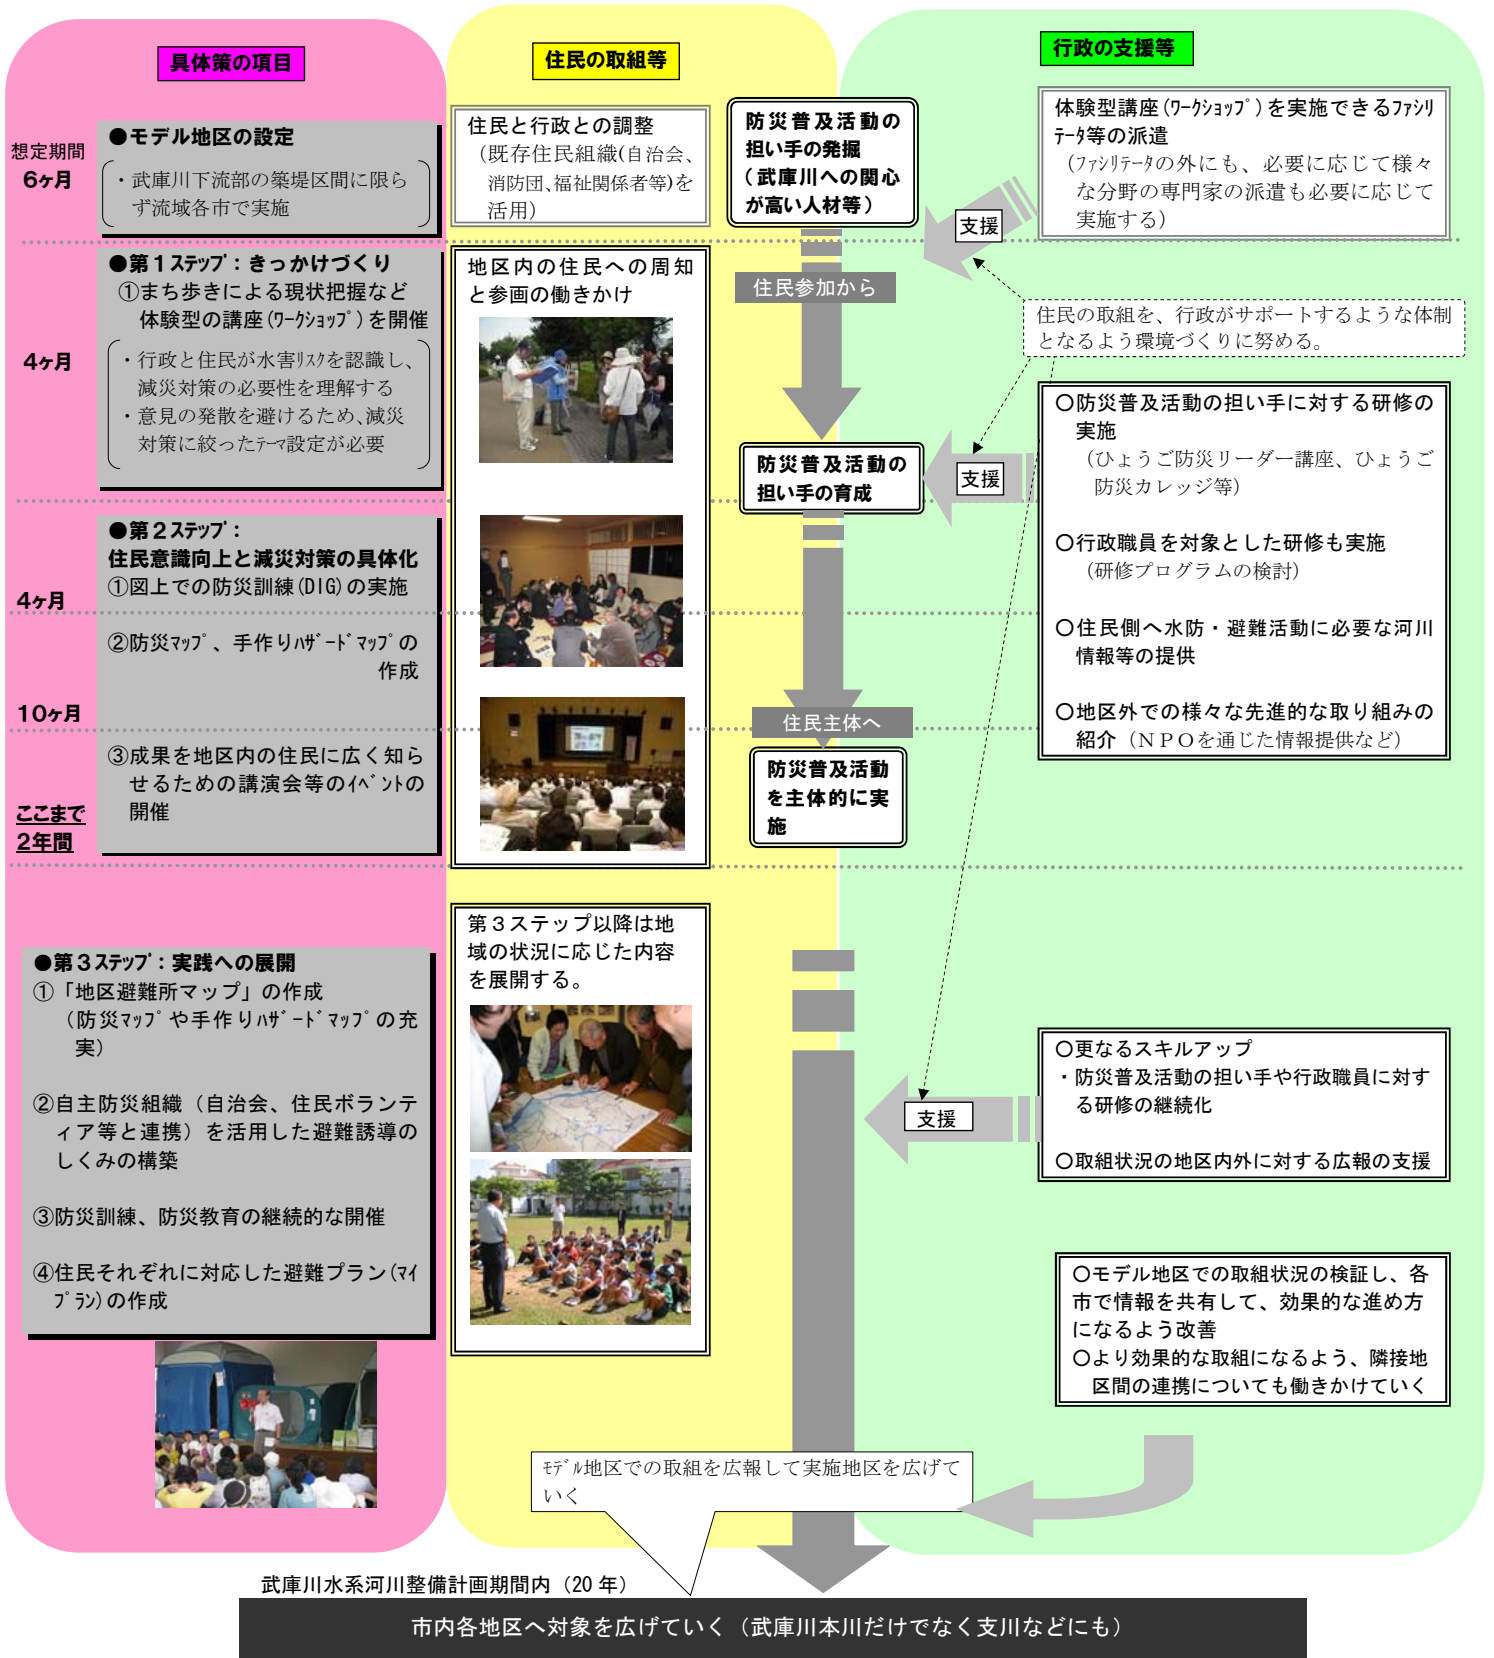 具体策の項目
住民の取組等
行政の支援等
想定期間
6ヶ月
●モデル地区の設定
・武庫川下流部の築堤区間に限ら
ず流域各市で実施
住民と行政との調整
(既存住民組織(自治会、
消防団、福祉関係者等)を
活用)
防災普及活動の
担い手の発掘
(武庫川への関心
が高い人材等)
体験型講座(ﾜｰｸｼｮｯﾌﾟ)を実施できるﾌｧｼﾘ
ﾃｰﾀ等の派遣
(ﾌｧｼﾘﾃｰﾀの外にも、必要に応じて様々
な分野の専門家の派遣も必要に応じて
実施する)
支援
4ヶ月
●第1ｽﾃｯﾌﾟ：きっかけづくり
①まち歩きによる現状把握など
体験型の講座(ﾜｰｸｼｮｯﾌﾟ)を開催
・行政と住民が水害ﾘｽｸを認識し、
減災対策の必要性を理解する
・意見の発散を避けるため、減災
対策に絞ったﾃｰﾏ設定が必要
地区内の住民への周知
と参画の働きかけ
住民参加から
住民の取組を、行政がサポートするような体制
となるよう環境づくりに努める。
防災普及活動の
担い手の育成
支援
○防災普及活動の担い手に対する研修の
実施
(ひょうご防災リーダー講座、ひょうご
防災カレッジ等)
○行政職員を対象とした研修も実施
(研修プログラムの検討)
○住民側へ水防・避難活動に必要な河川
情報等の提供
○地区外での様々な先進的な取り組みの
紹介(ＮＰＯを通じた情報提供など)
●第２ｽﾃｯﾌﾟ：
住民意識向上と減災対策の具体化
①図上での防災訓練(DIG)の実施
4ヶ月
②防災ﾏｯﾌﾟ、手作りﾊｻﾞｰﾄﾞﾏｯﾌﾟの
作成
10ヶ月
③成果を地区内の住民に広く知ら
せるための講演会等のｲﾍﾞﾝﾄの
開催
ここまで
2年間
住民主体へ
防災普及活動
を主体的に実
施
●第３ｽﾃｯﾌﾟ：実践への展開
①「地区避難所マップ」の作成
(防災ﾏｯﾌﾟや手作りﾊｻﾞｰﾄﾞﾏｯﾌﾟの充
実)
②自主防災組織（自治会、住民ボランテ
ィア等と連携）を活用した避難誘導の
しくみの構築
③防災訓練、防災教育の継続的な開催
④住民それぞれに対応した避難プラン(ﾏｲ
ﾌﾟﾗﾝ)の作成
第３ステップ以降は地
域の状況に応じた内容
を展開する。
支援
○更なるスキルアップ
・防災普及活動の担い手や行政職員に対す
る研修の継続化
○取組状況の地区内外に対する広報の支援
○モデル地区での取組状況の検証し、各
市で情報を共有して、効果的な進め方
になるよう改善
○より効果的な取組になるよう、隣接地
区間の連携についても働きかけていく
ﾓﾃﾞﾙ地区での取組を広報して実施地区を広げて
いく
武庫川水系河川整備計画期間内（20 年）
市内各地区へ対象を広げていく（武庫川本川だけでなく支川などにも）